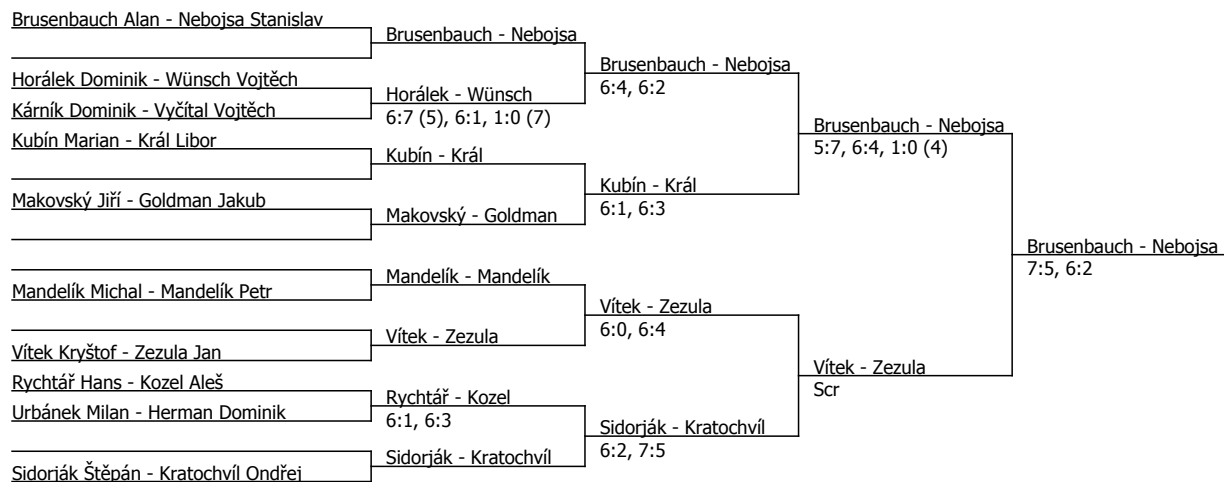 Brusenbauch Alan - Nebojsa Stanislav
Horálek Dominik - Wünsch Vojtěch
Kárník Dominik - Vyčítal Vojtěch
Kubín Marian - Král Libor
Makovský Jiří - Goldman Jakub
Mandelík Michal - Mandelík Petr
Vítek Kryštof - Zezula Jan
Rychtář Hans - Kozel Aleš
Urbánek Milan - Herman Dominik
Sidorják Štěpán - Kratochvíl Ondřej
Brusenbauch - Nebojsa
Horálek - Wünsch
6:7 (5), 6:1, 1:0 (7)
Kubín - Král
Makovský - Goldman
Mandelík - Mandelík
Vítek - Zezula
Rychtář - Kozel
6:1, 6:3
Sidorják - Kratochvíl
Brusenbauch - Nebojsa
6:4, 6:2
Kubín - Král
6:1, 6:3
Vítek - Zezula
6:0, 6:4
Sidorják - Kratochvíl
6:2, 7:5
Brusenbauch - Nebojsa
5:7, 6:4, 1:0 (4)
Vítek - Zezula
Scr
Brusenbauch - Nebojsa
7:5, 6:2